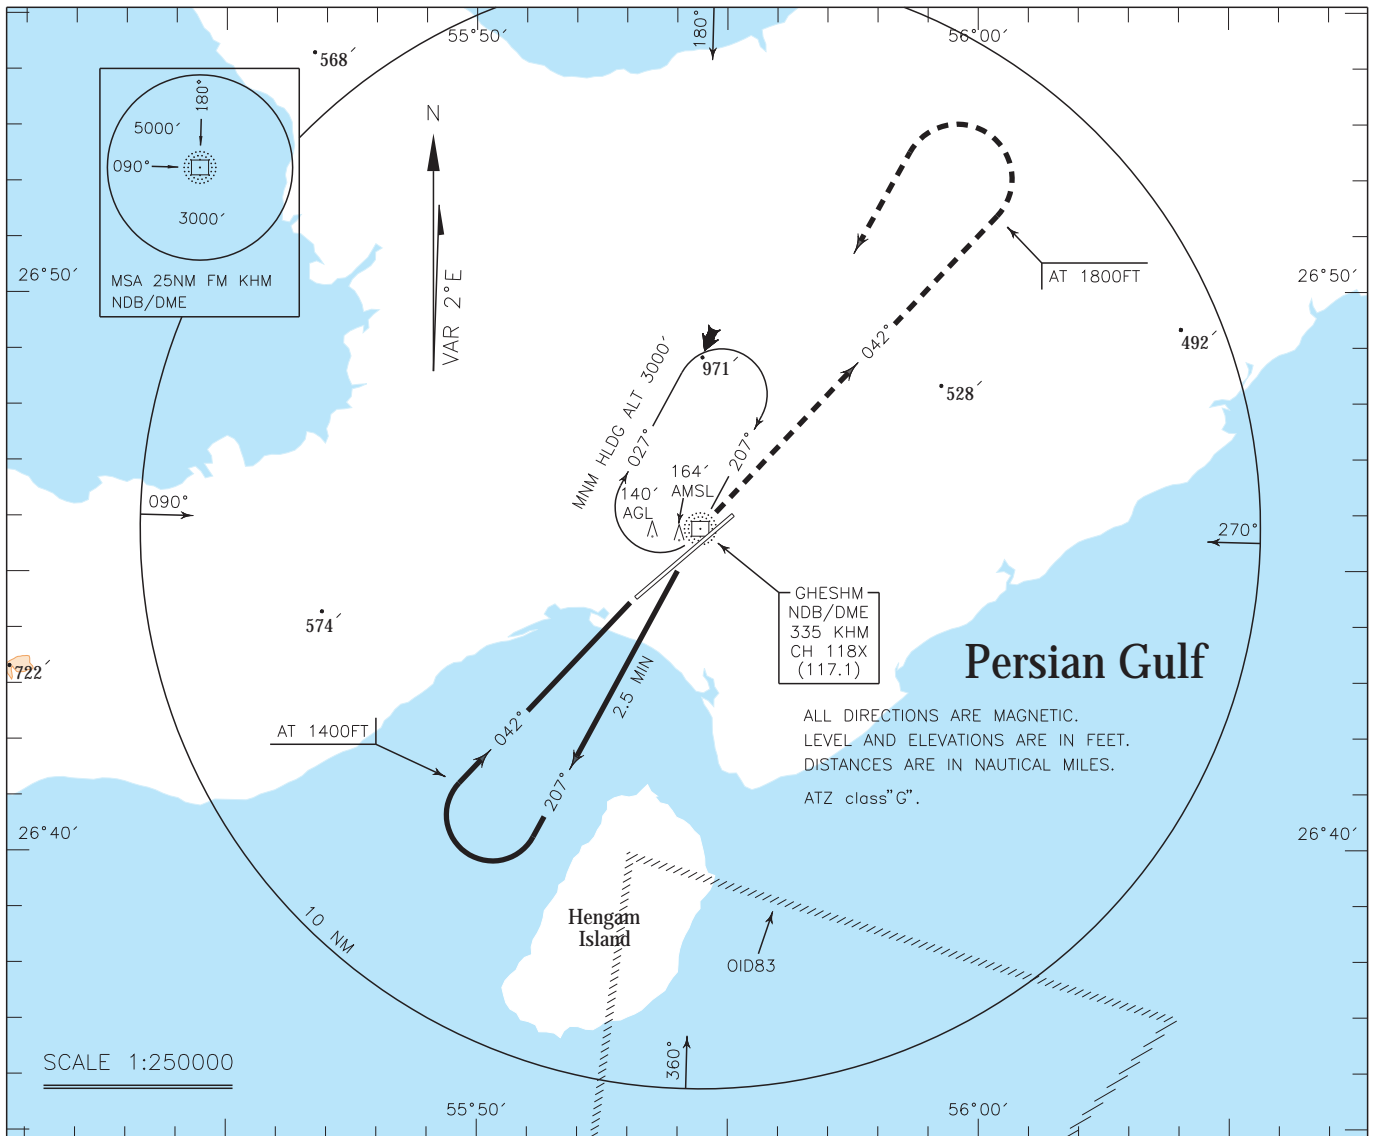 55°50′
180°
56°00′
568′
180°
5000′
090°
3000′
MSA 25NM FM KHM
NDB/DME
N
VAR 2°E
26°50′
26°50′
AT 1800FT
492′
042°
971′
528′
MNM HLDG ALT 3000′
027°
207°
164′
AMSL
140′
AGL
090°
270°
GHESHM
NDB/DME
335 KHM
CH 118X
(117.1)
574′
722′
Persian Gulf
2.5 MIN
042°
AT 1400FT
207°
ALL DIRECTIONS ARE MAGNETIC.
LEVEL AND ELEVATIONS ARE IN FEET.
DISTANCES ARE IN NAUTICAL MILES.
ATZ class"G".
26°40′
26°40′
10 NM
Hengam
Island
OID83
360°
SCALE 1:250000
55°50′
56°00′